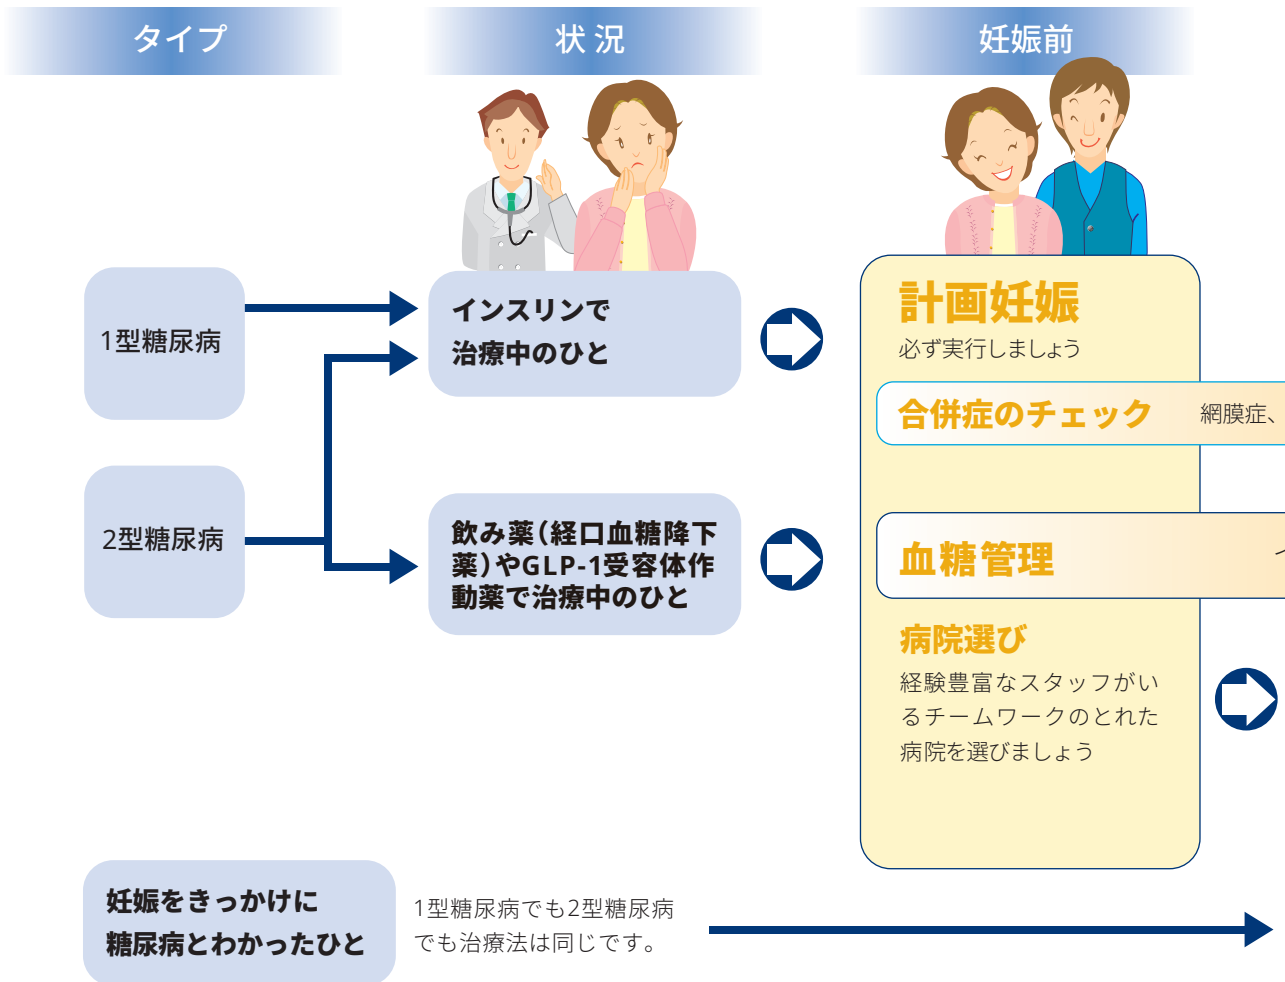 タイプ
状況
妊娠前
1型糖尿病
2型糖尿病
インスリンで
治療中のひと
飲み薬（経口血糖降下
薬）やGLP-1受容体作
動薬で治療中のひと
計画妊娠
必ず実行しましょう
合併症のチェック
網膜症、
血糖管理
病院選び
経験豊富なスタッフがい
るチームワークのとれた
病院を選びましょう
妊娠をきっかけに
糖尿病とわかったひと
1型糖尿病でも2型糖尿病
でも治療法は同じです。